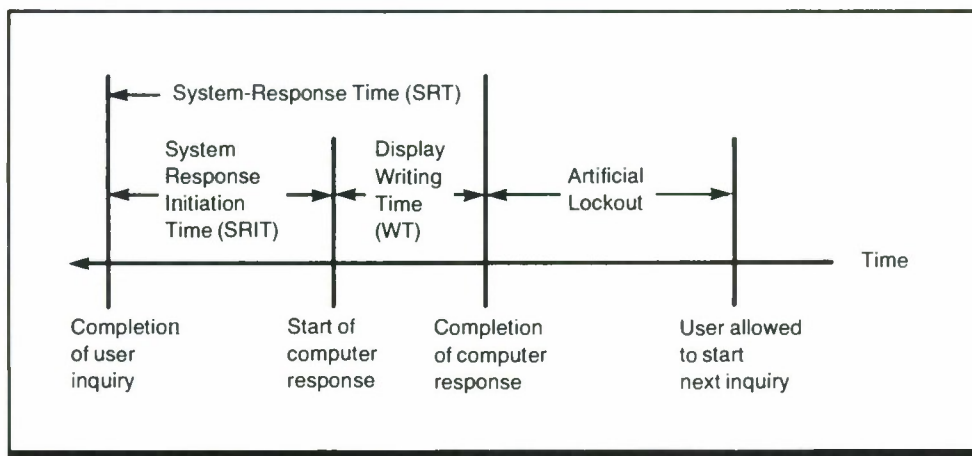 System-Response Time (SRT)
System
Response
Initiation
Time (SRIT)
Display
Writing
Time
(WT)
Artificial
Lockout
Time
Completion
of user
inquiry
Start of
computer
response
Completion
of computer
response
User allowed
to start
next inquiry